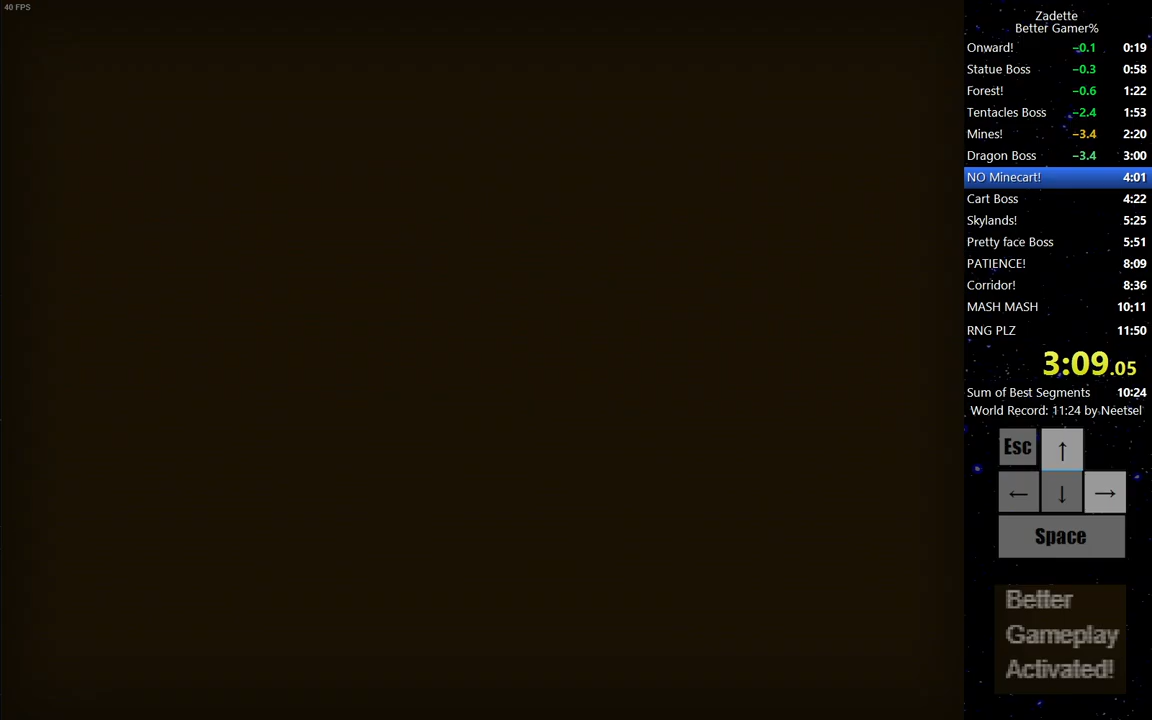 40 FPS
Zadette
Better Gamer%
Onward! -0.1 0:19
Statue Boss -0.3 0:58
Forest! -0.6 1:22
Tentacles Boss -2.4 1:53
Mines! -3.4 2:20
Dragon Boss -3.4 3:00
NO Minecart! 4:01
Cart Boss 4:22
Skylands! 5:25
Pretty face Boss 5:51
PATIENCE! 8:09
Corridor! 8:36
MASH MASH 10:11
RNG PLZ 11:50
3:09.05
Sum of Best Segments 10:24
World Record: 11:24 by Neetsel
Esc ↑
← ↓ →
Space
Better
Gameplay
Activated!